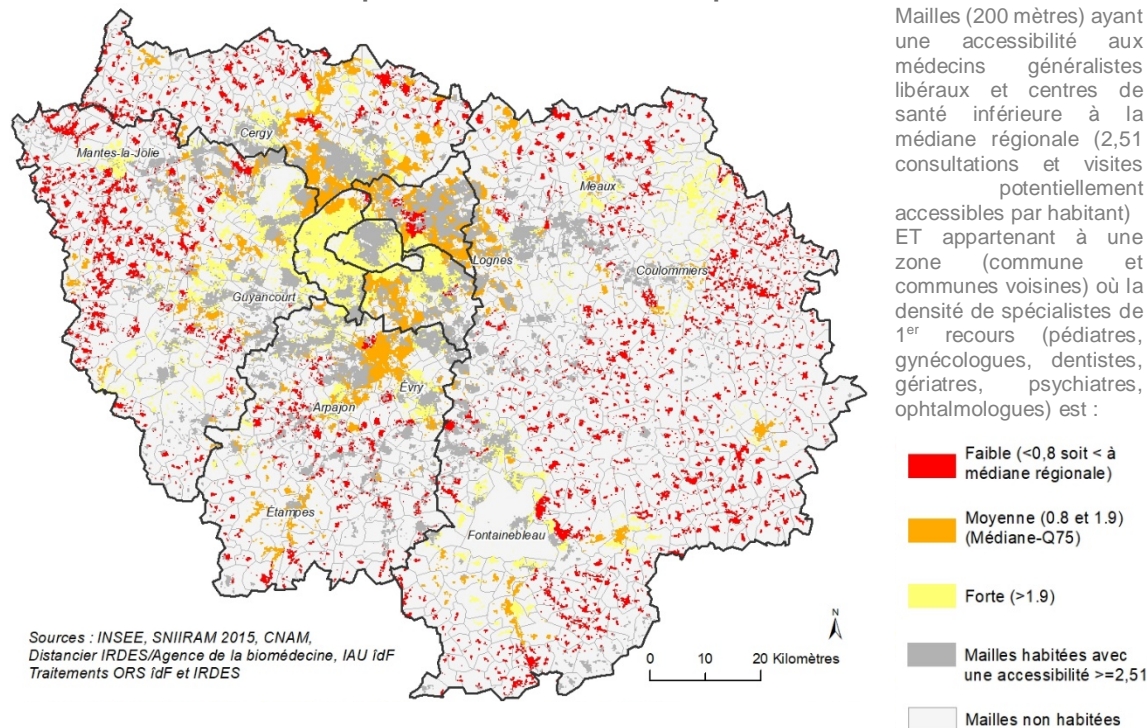 Mailles (200 mètres) ayant
une accessibilité aux
médecins généralistes
libéraux et centres de
santé inférieure à la
médiane régionale (2,51
consultations et visites
potentiellement
accessibles par habitant)
ET appartenant à une
zone (commune et
communes voisines) où la
densité de spécialistes de
1er recours (pédiatres,
gynécologues, dentistes,
gériatres, psychiatres,
ophtalmologues) est :
Faible (<0,8 soit < à
médiane régionale)
Moyenne (0.8 et 1.9)
(Médiane-Q75)
Forte (>1.9)
Mailles habitées avec
une accessibilité >=2,51
Mailles non habitées
Cergy
Mantes-la-Jolie
Meaux
Lognes
Coulommiers
Guyancourt
Évry
Arpajon
Étampes
Fontainebleau
N
0 10 20 Kilomètres
Sources : INSEE, SNIIRAM 2015, CNAM,
Distancier IRDES/Agence de la biomédecine, IAU îdF
Traitements ORS îdF et IRDES